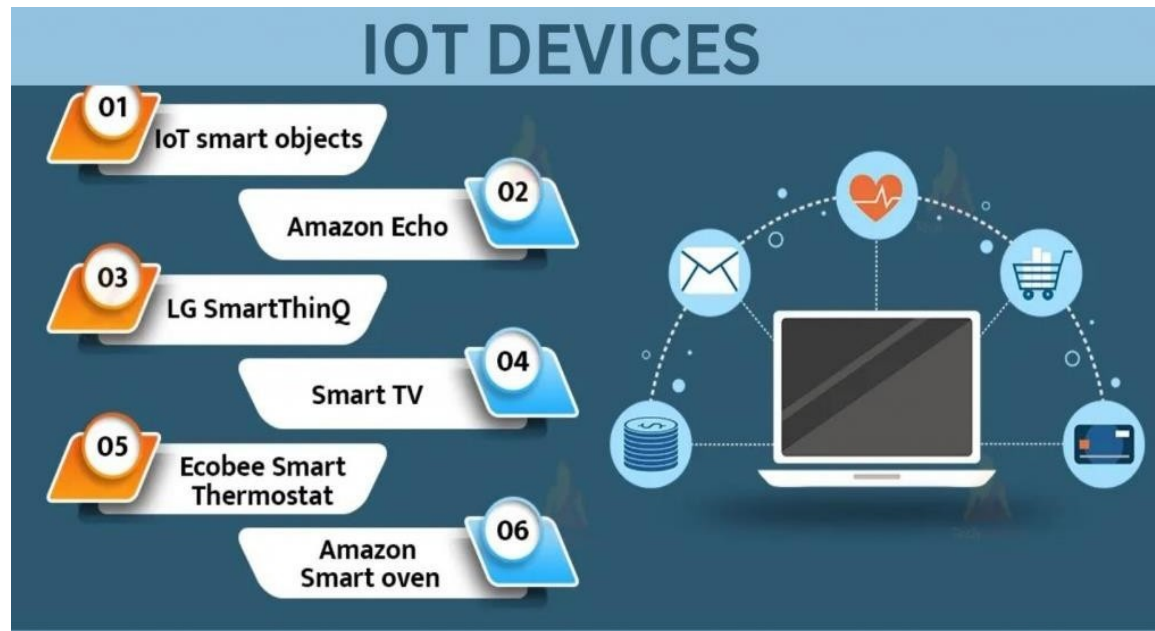 IOT DEVICES
01
IoT smart objects
02
Amazon Echo
03
LG SmartThinQ
04
Smart TV
05
Ecobee Smart
Thermostat
06
Amazon
Smart oven